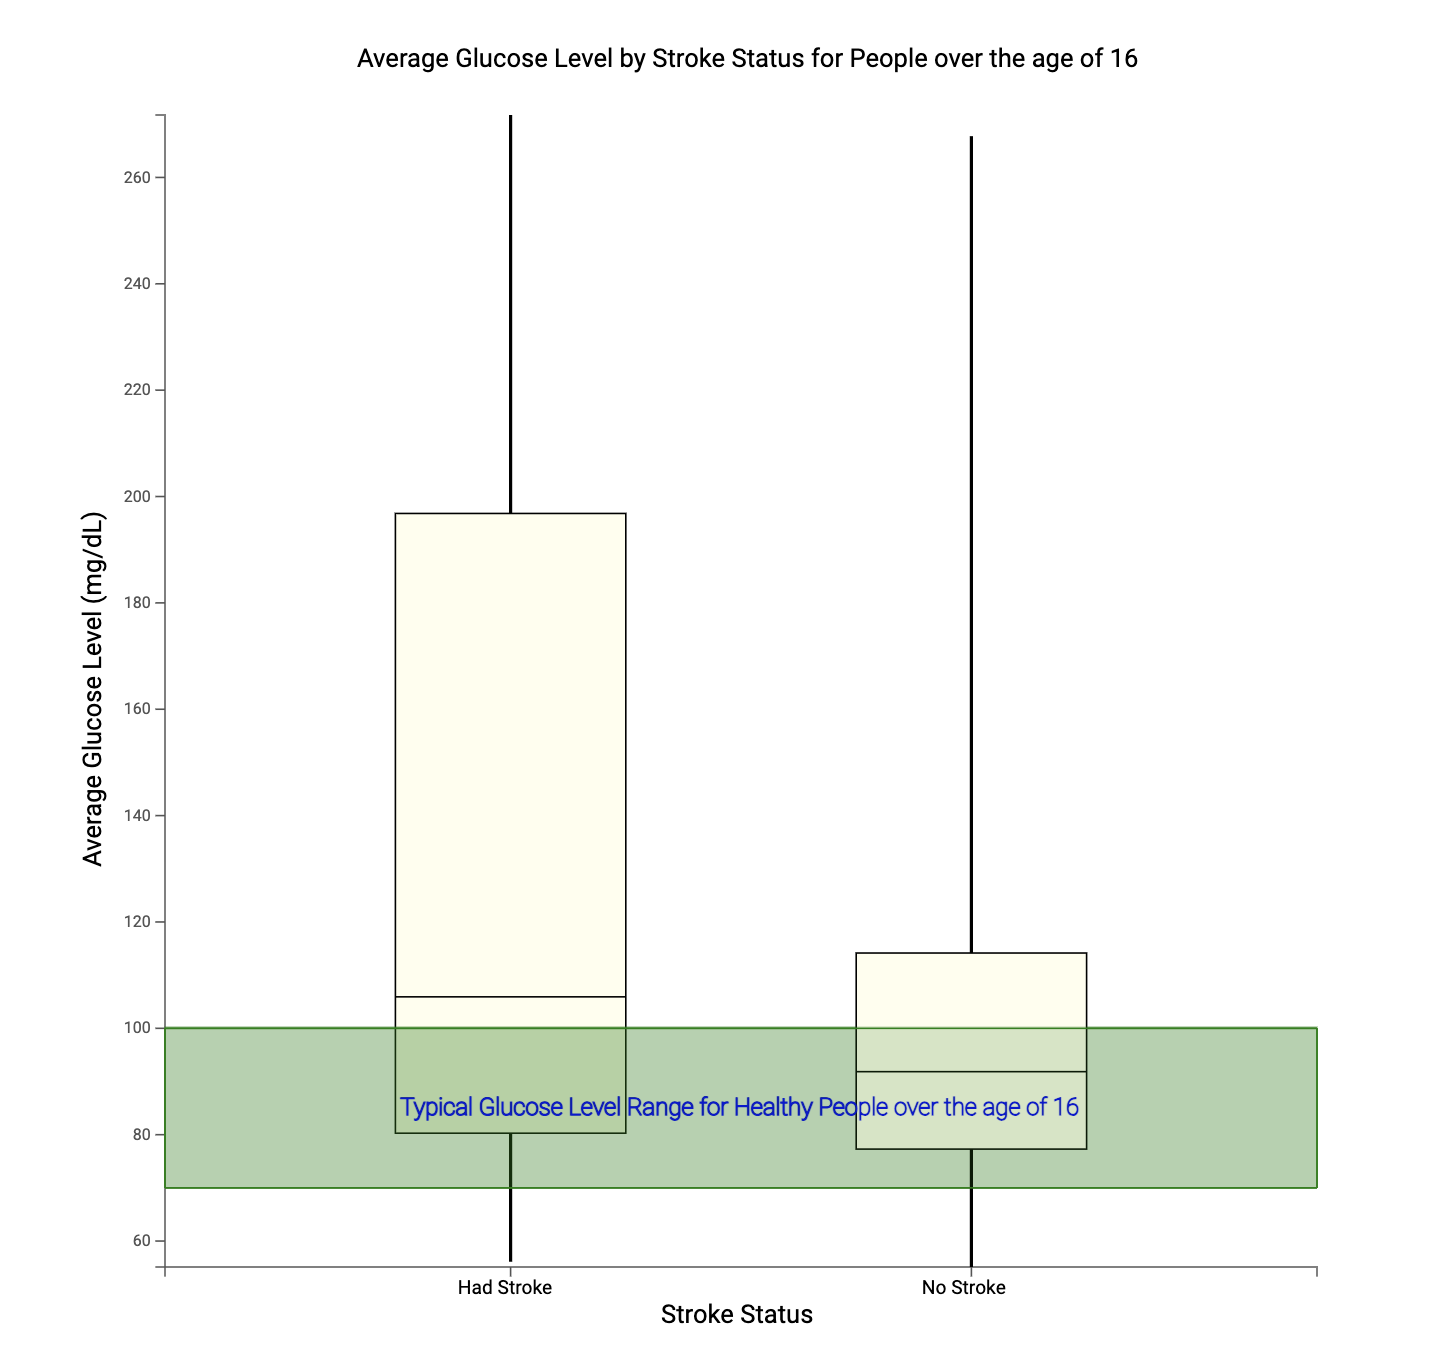 Average Glucose Level by Stroke Status for People over the age of 16
260
240
220
200
180
160
140
120
100
80
60
Average Glucose Level (mg/dL)
Typical Glucose Level Range for Healthy People over the age of 16
Had Stroke
No Stroke
Stroke Status